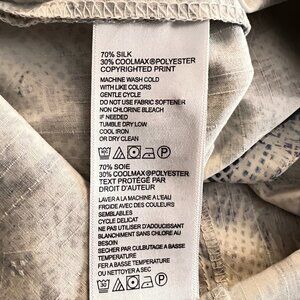 70% SILK
30% COOLMAX®POLYESTER
COPYRIGHTED PRINT
MACHINE WASH COLD
WITH LIKE COLORS
GENTLE CYCLE
DO NOT USE FABRIC SOFTENER
NON CHLORINE BLEACH
IF NEEDED
TUMBLE DRY LOW
COOL IRON
OR DRY CLEAN
70% SOIE
30% COOLMAX®POLYESTER
TEXT PROTÉGÉ PAR
DROIT D'AUTEUR
LAVER A LA MACHINE A L'EAU
FROIDE AVEC DES COULEURS
SEMBLABLES
CYCLE DELICAT
NE PAS UTILISER D'ADOUCISSANT
BLANCHIMENT SANS CHLORE AU
BESOIN
SECHER PAR CULBUTAGE A BASSE
TEMPERATURE
FER A BASSE TEMPERATURE
OU NETTOYER A SEC